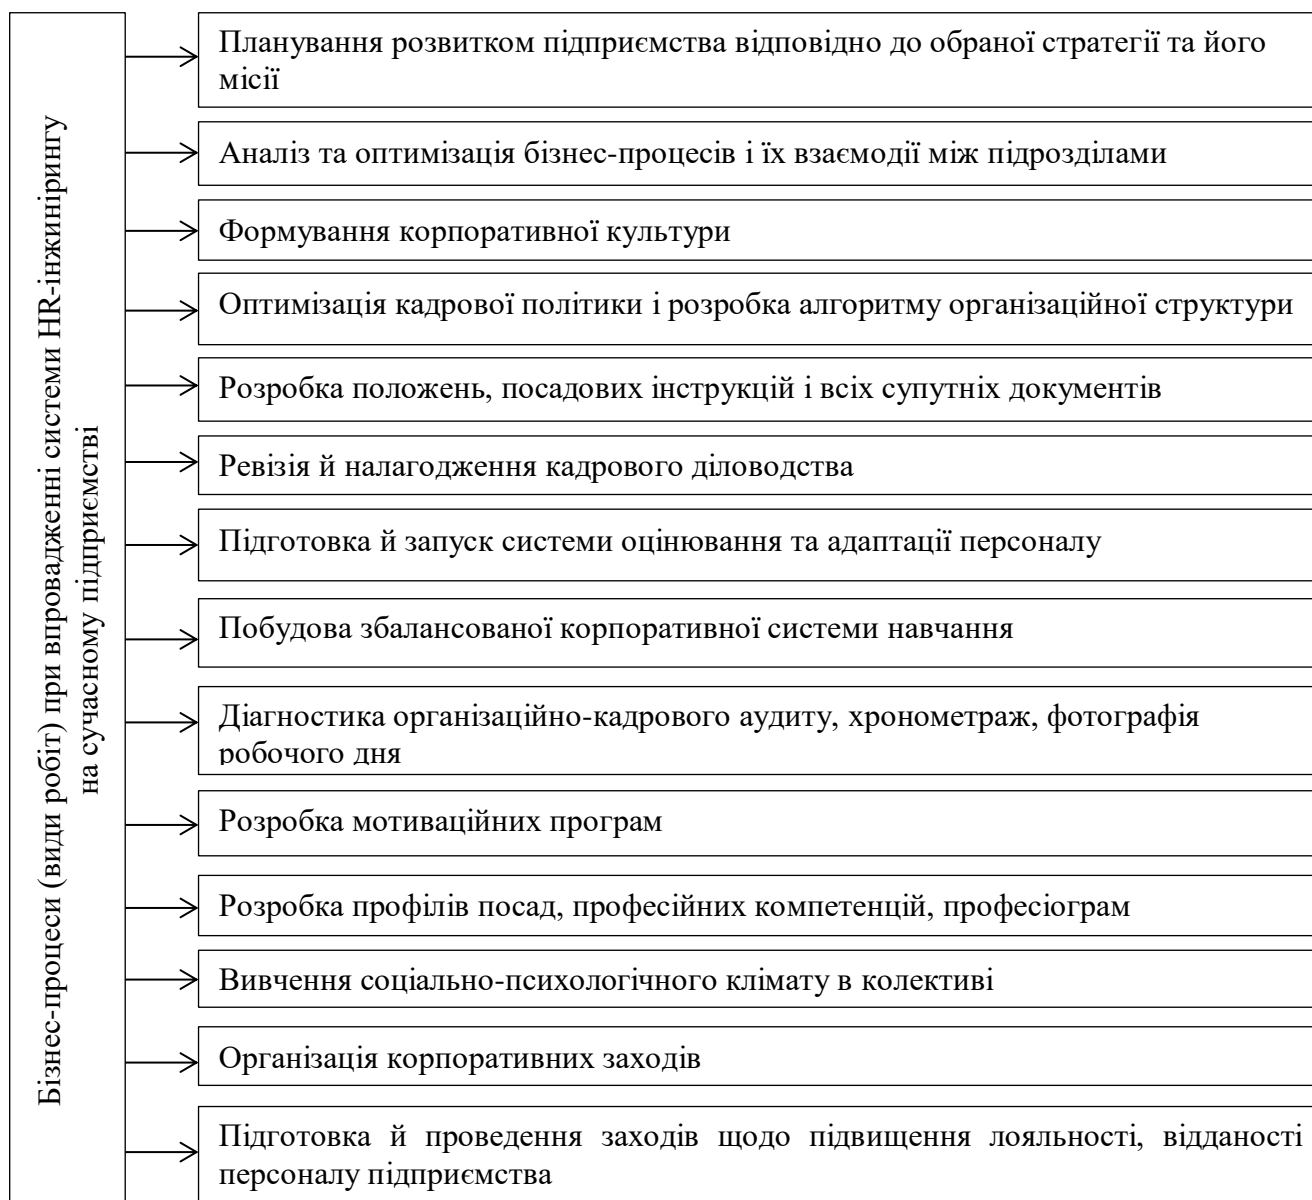 Бізнес-процеси (види робіт) при впровадженні системи HR-інжинірингу
на сучасному підприємстві
Планування розвитком підприємства відповідно до обраної стратегії та його
місії
Аналіз та оптимізація бізнес-процесів і їх взаємодії між підрозділами
Формування корпоративної культури
Оптимізація кадрової політики і розробка алгоритму організаційної структури
Розробка положень, посадових інструкцій і всіх супутніх документів
Ревізія й налагодження кадрового діловодства
Підготовка й запуск системи оцінювання та адаптації персоналу
Побудова збалансованої корпоративної системи навчання
Діагностика організаційно-кадрового аудиту, хронометраж, фотографія
робочого дня
Розробка мотиваційних програм
Розробка профілів посад, професійних компетенцій, професіограм
Вивчення соціально-психологічного клімату в колективі
Організація корпоративних заходів
Підготовка й проведення заходів щодо підвищення лояльності, відданості
персоналу підприємства